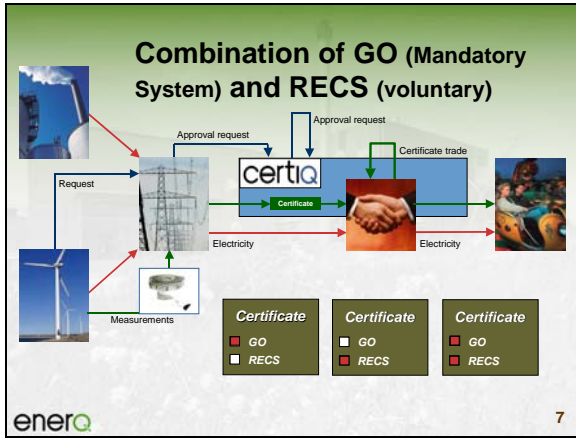 Combination of GO (Mandatory
System) and RECS (voluntary)
Approval request
Approval request
Certificate trade
certiQ
Request
Certificate
Electricity
Electricity
Measurements
Certificate
GO
RECS
Certificate
GO
RECS
Certificate
GO
RECS
enerQ
7